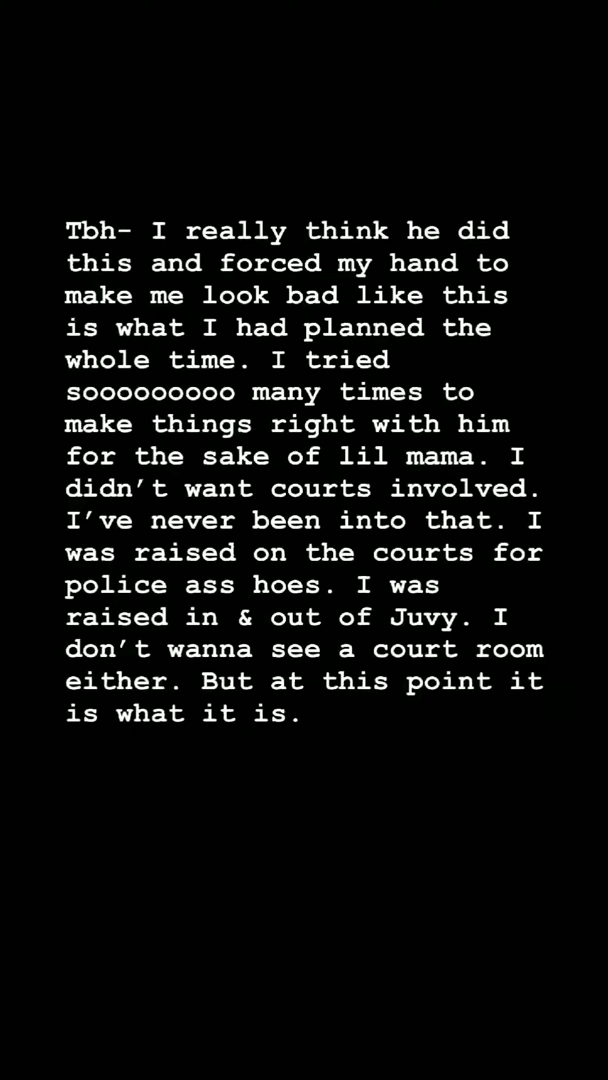 Tbh- I really think he did
this and forced my hand to
make me look bad like this
is what I had planned the
whole time. I tried
sooooooooo many times to
make things right with him
for the sake of lil mama. I
didn’t want courts involved.
I’ve never been into that. I
was raised on the courts for
police ass hoes. I was
raised in & out of Juvy. I
don’t wanna see a court room
either. But at this point it
is what it is.